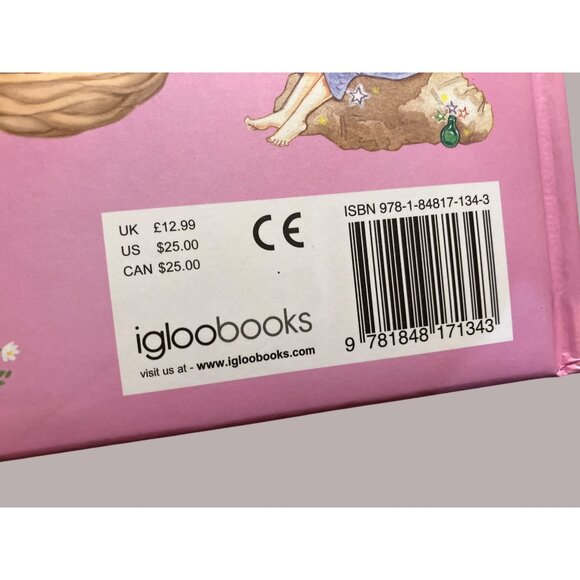 UK £12.99
US $25.00
CAN $25.00
CE
igloobooks
visit us at - www.igloobooks.com
ISBN 978-1-84817-134-3
9 781848 171343